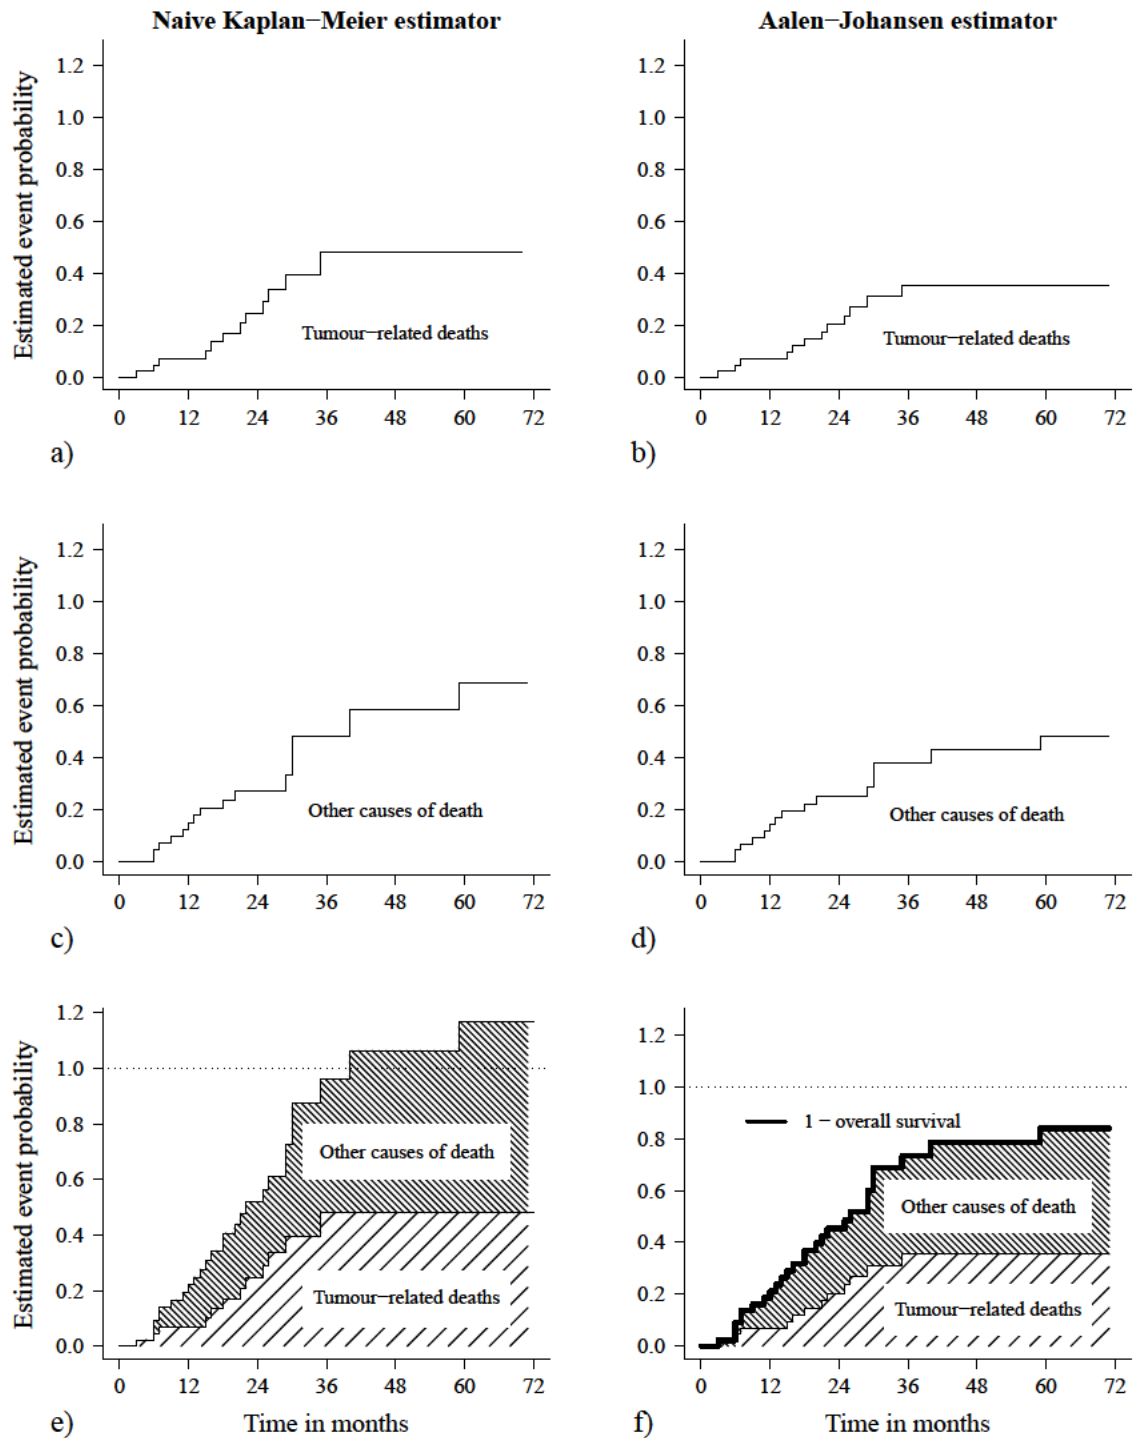 Naive Kaplan−Meier estimator
Estimated event probability
1.2
1.0
0.8
0.6
0.4
0.2
0.0
Tumour−related deaths
0 12 24 36 48 60 72
a)
Aalen−Johansen estimator
1.2
1.0
0.8
0.6
0.4
0.2
0.0
Tumour−related deaths
0 12 24 36 48 60 72
b)
Estimated event probability
1.2
1.0
0.8
0.6
0.4
0.2
0.0
Other causes of death
0 12 24 36 48 60 72
c)
1.2
1.0
0.8
0.6
0.4
0.2
0.0
Other causes of death
0 12 24 36 48 60 72
d)
Estimated event probability
1.2
1.0
0.8
0.6
0.4
0.2
0.0
Other causes of death
Tumour−related deaths
0 12 24 36 48 60 72
e)
Time in months
1.2
1.0
0.8
0.6
0.4
0.2
0.0
1 − overall survival
Other causes of death
Tumour−related deaths
0 12 24 36 48 60 72
f)
Time in months